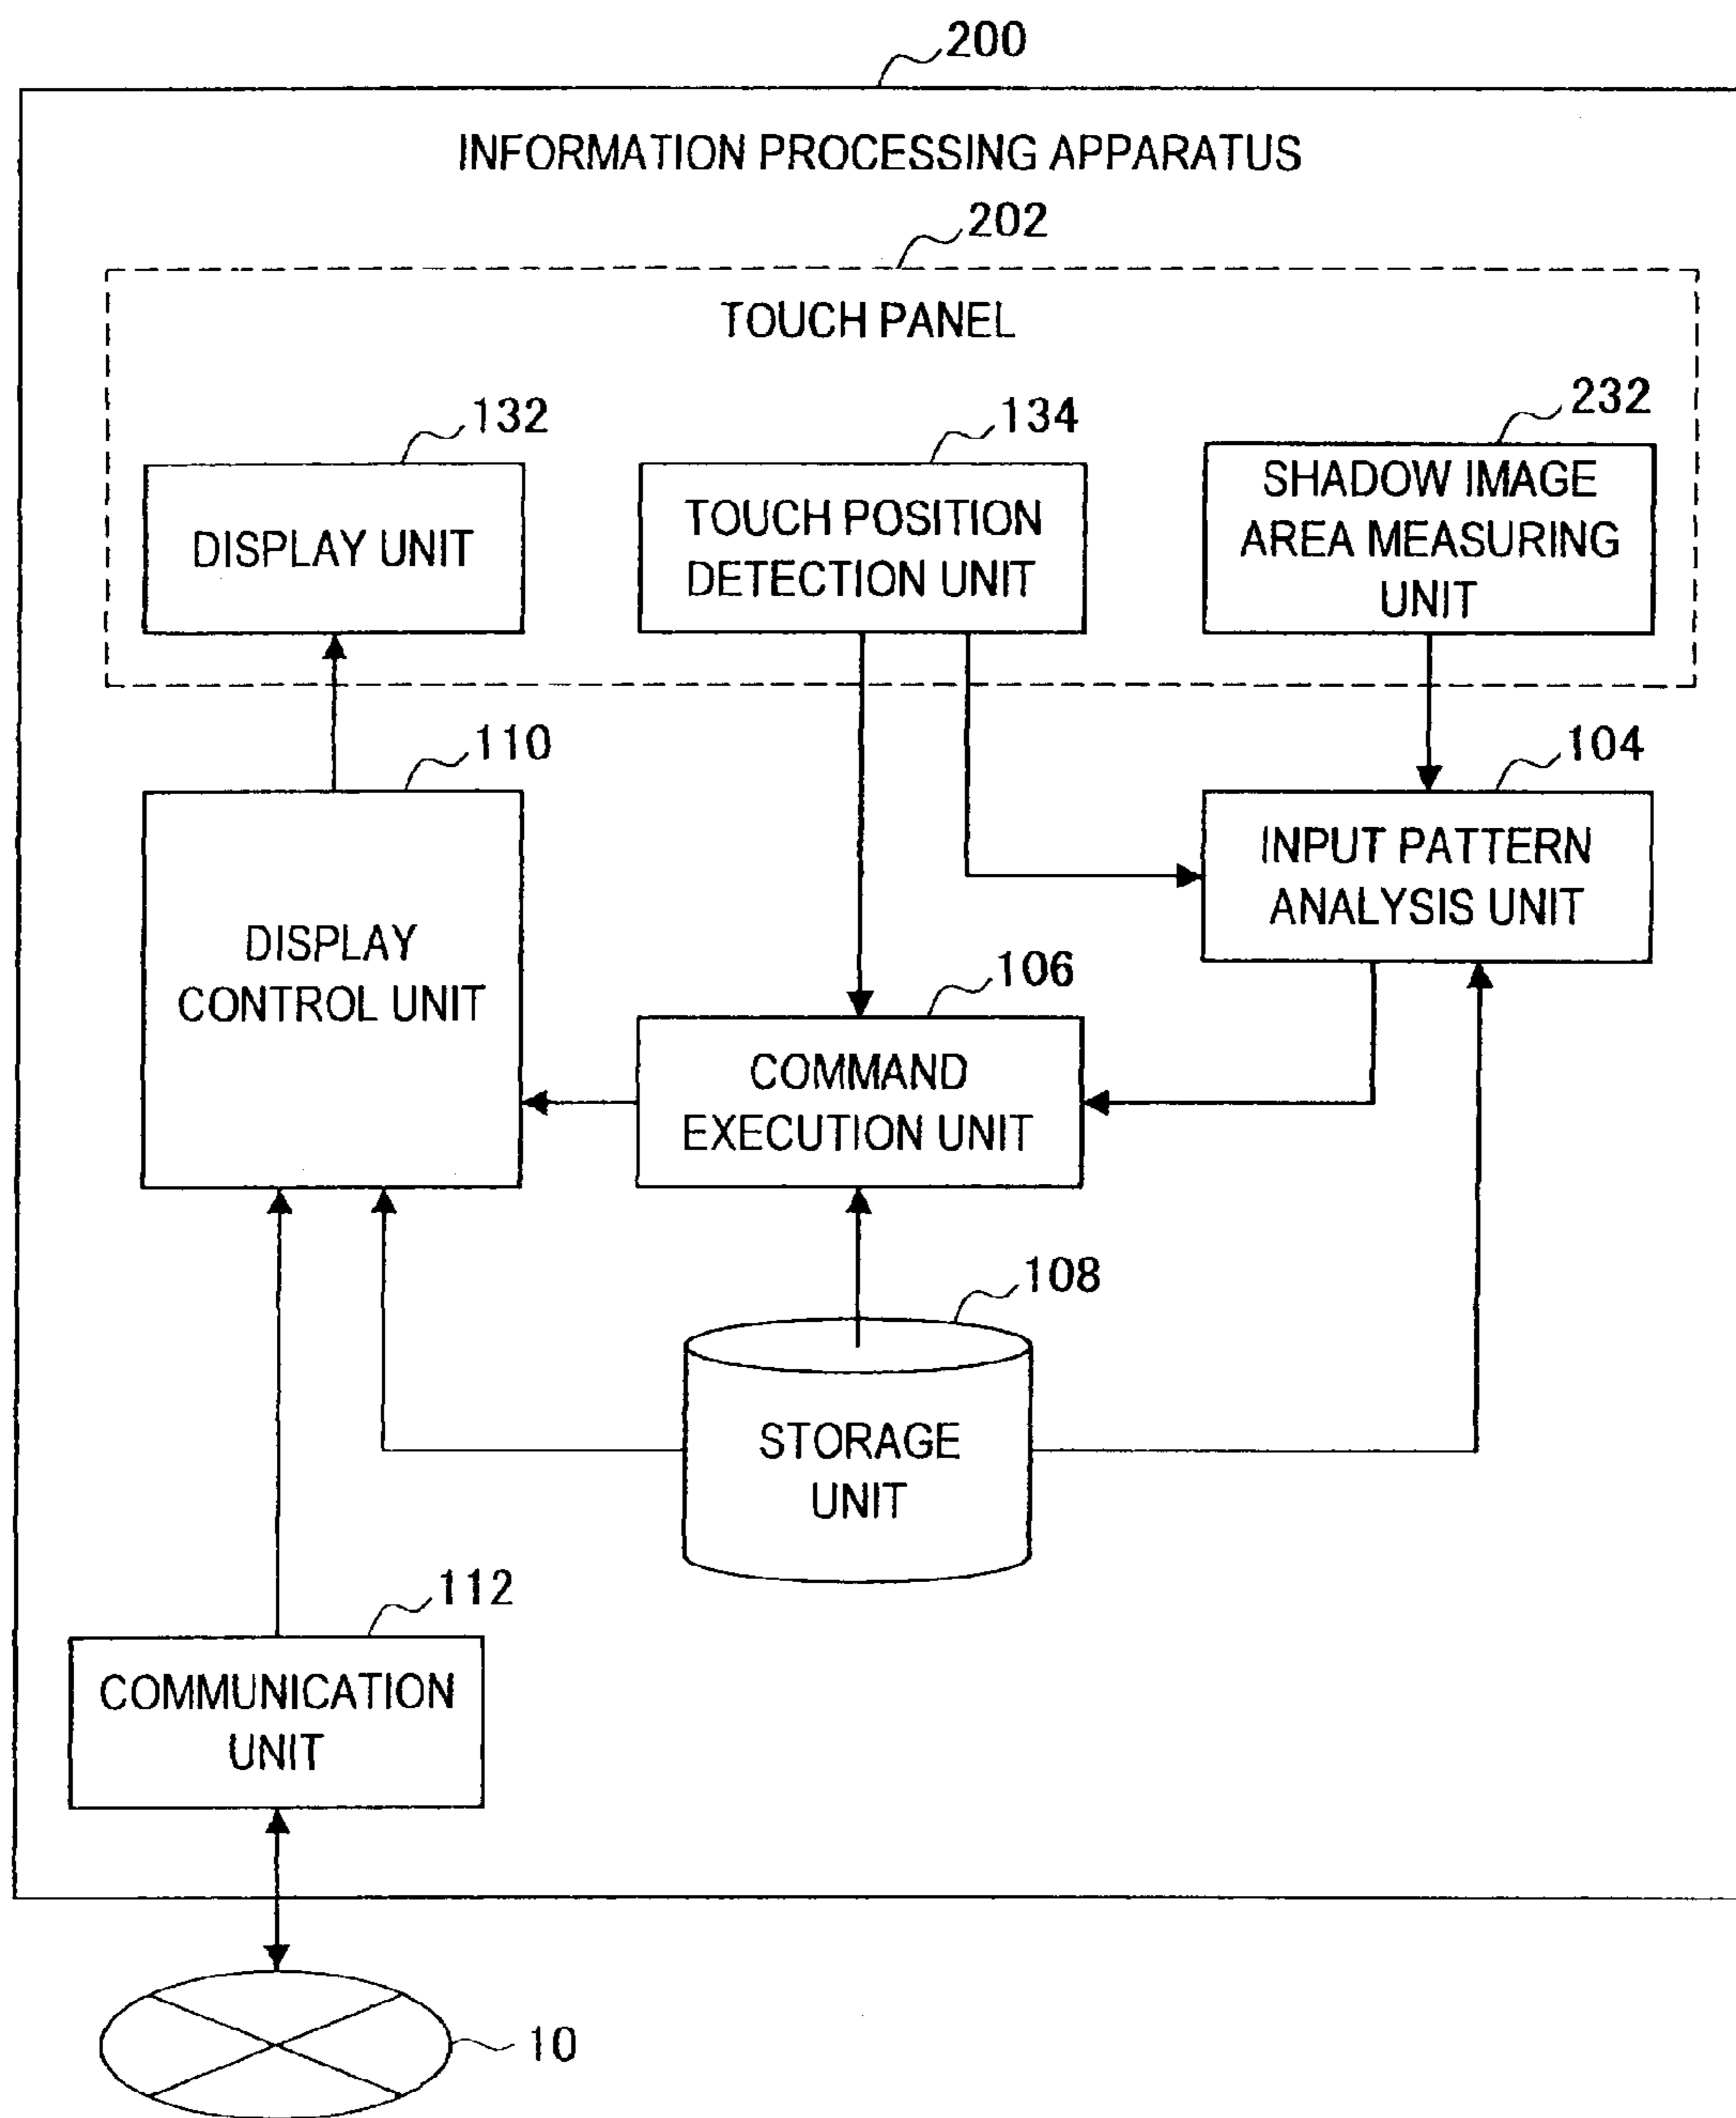 200
INFORMATION PROCESSING APPARATUS
202
TOUCH PANEL
132
DISPLAY UNIT
134
TOUCH POSITION
DETECTION UNIT
232
SHADOW IMAGE
AREA MEASURING
UNIT
110
DISPLAY
CONTROL UNIT
104
INPUT PATTERN
ANALYSIS UNIT
106
COMMAND
EXECUTION UNIT
108
STORAGE
UNIT
112
COMMUNICATION
UNIT
10